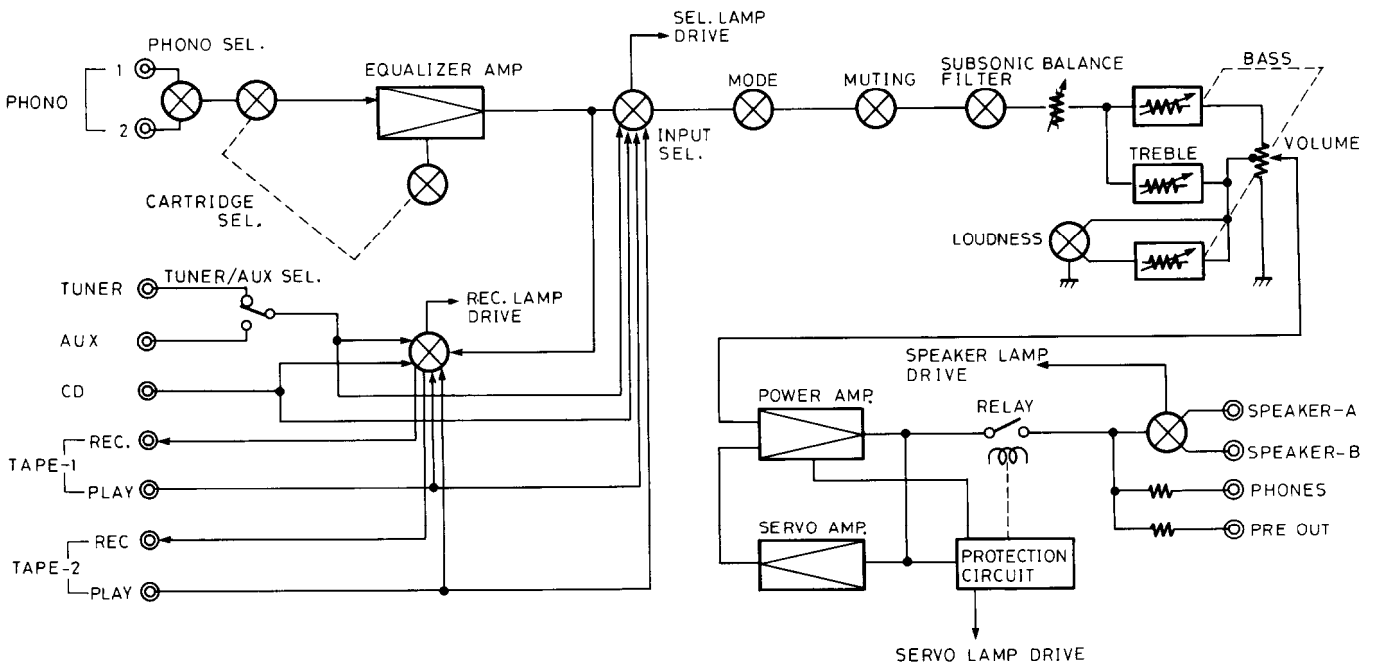 SEL. LAMP
DRIVE
PHONO SEL.
EQUALIZER AMP
PHONO
1
2
CARTRIDGE
SEL.
INPUT
SEL.
MODE
MUTING
SUBSONIC BALANCE
FILTER
BASS
TREBLE
VOLUME
LOUDNESS
TUNER/AUX SEL.
TUNER
AUX
CD
REC. LAMP
DRIVE
TAPE-1
REC.
PLAY
TAPE-2
REC
PLAY
SPEAKER LAMP
DRIVE
POWER AMP.
RELAY
SPEAKER-A
SPEAKER-B
PHONES
PRE OUT
SERVO AMP.
PROTECTION
CIRCUIT
SERVO LAMP DRIVE